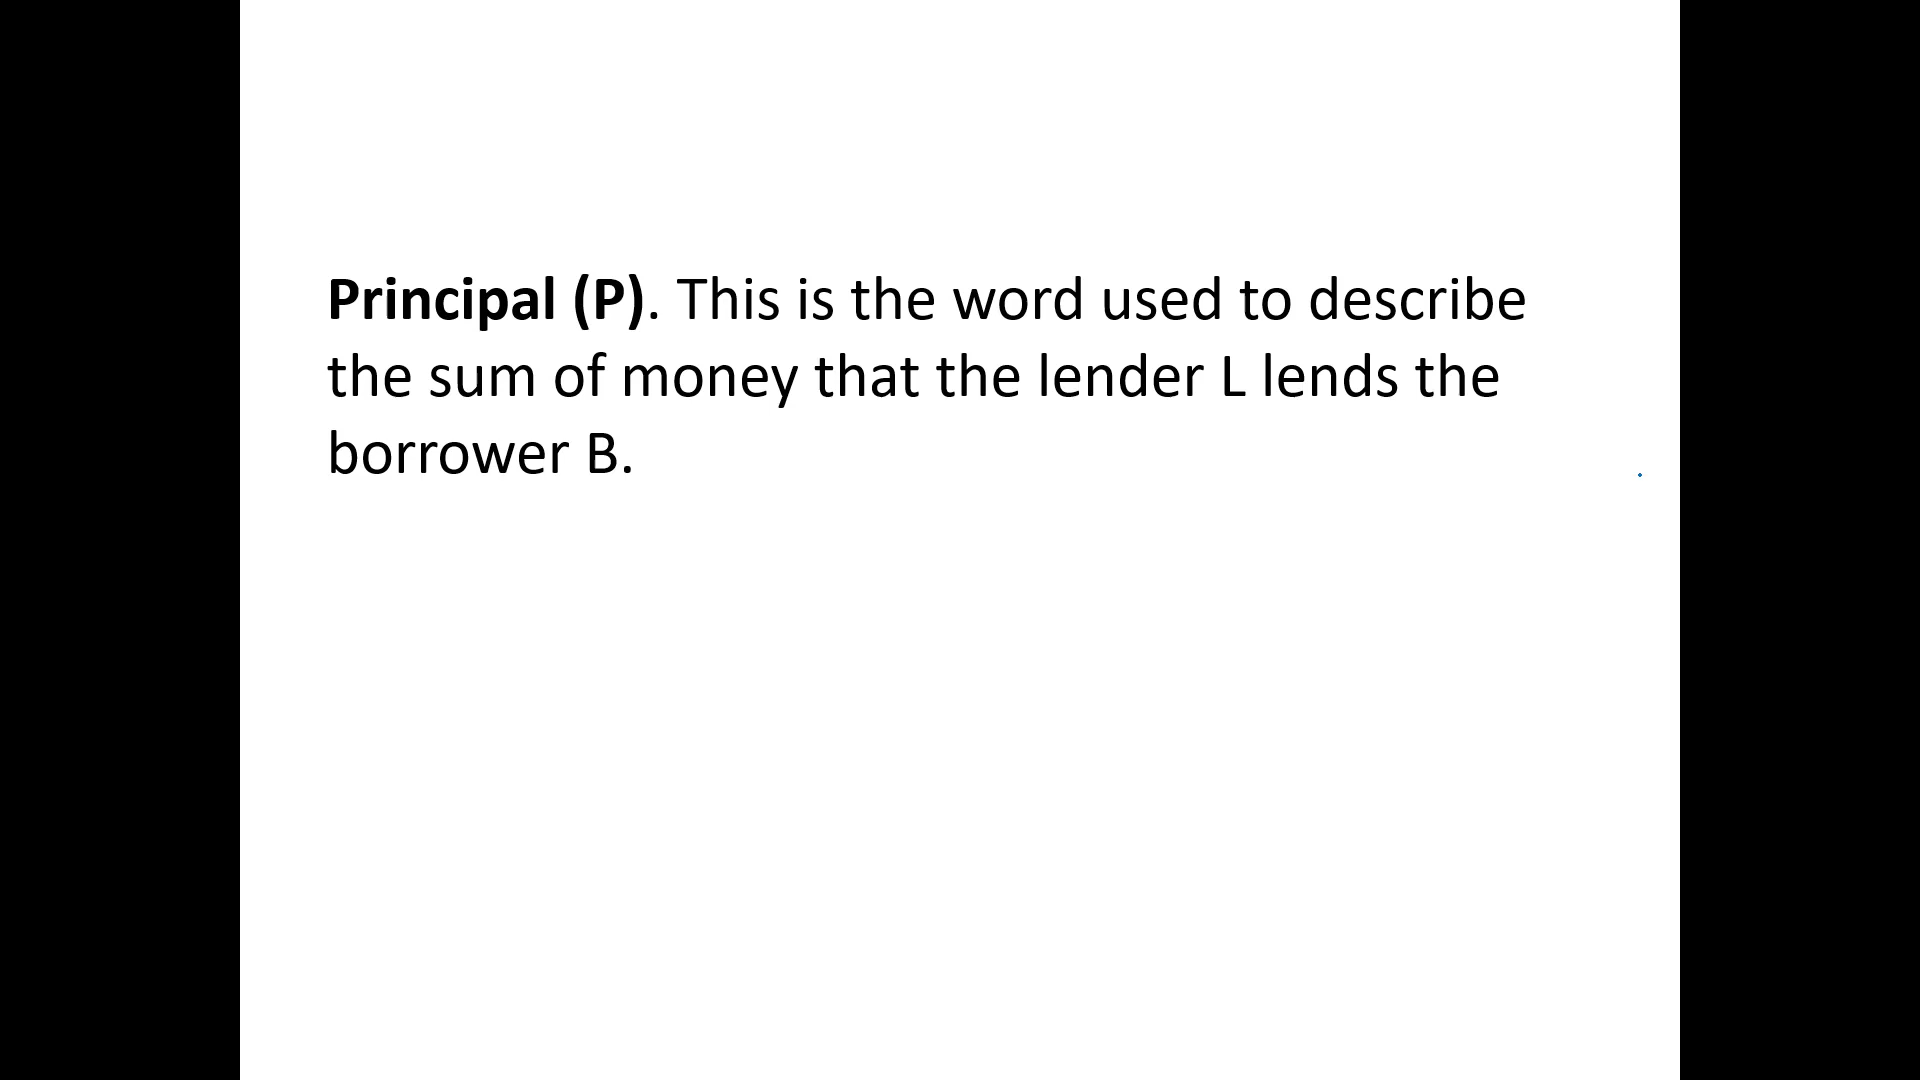 Principal (P). This is the word used to describe
the sum of money that the lender L lends the
borrower B.